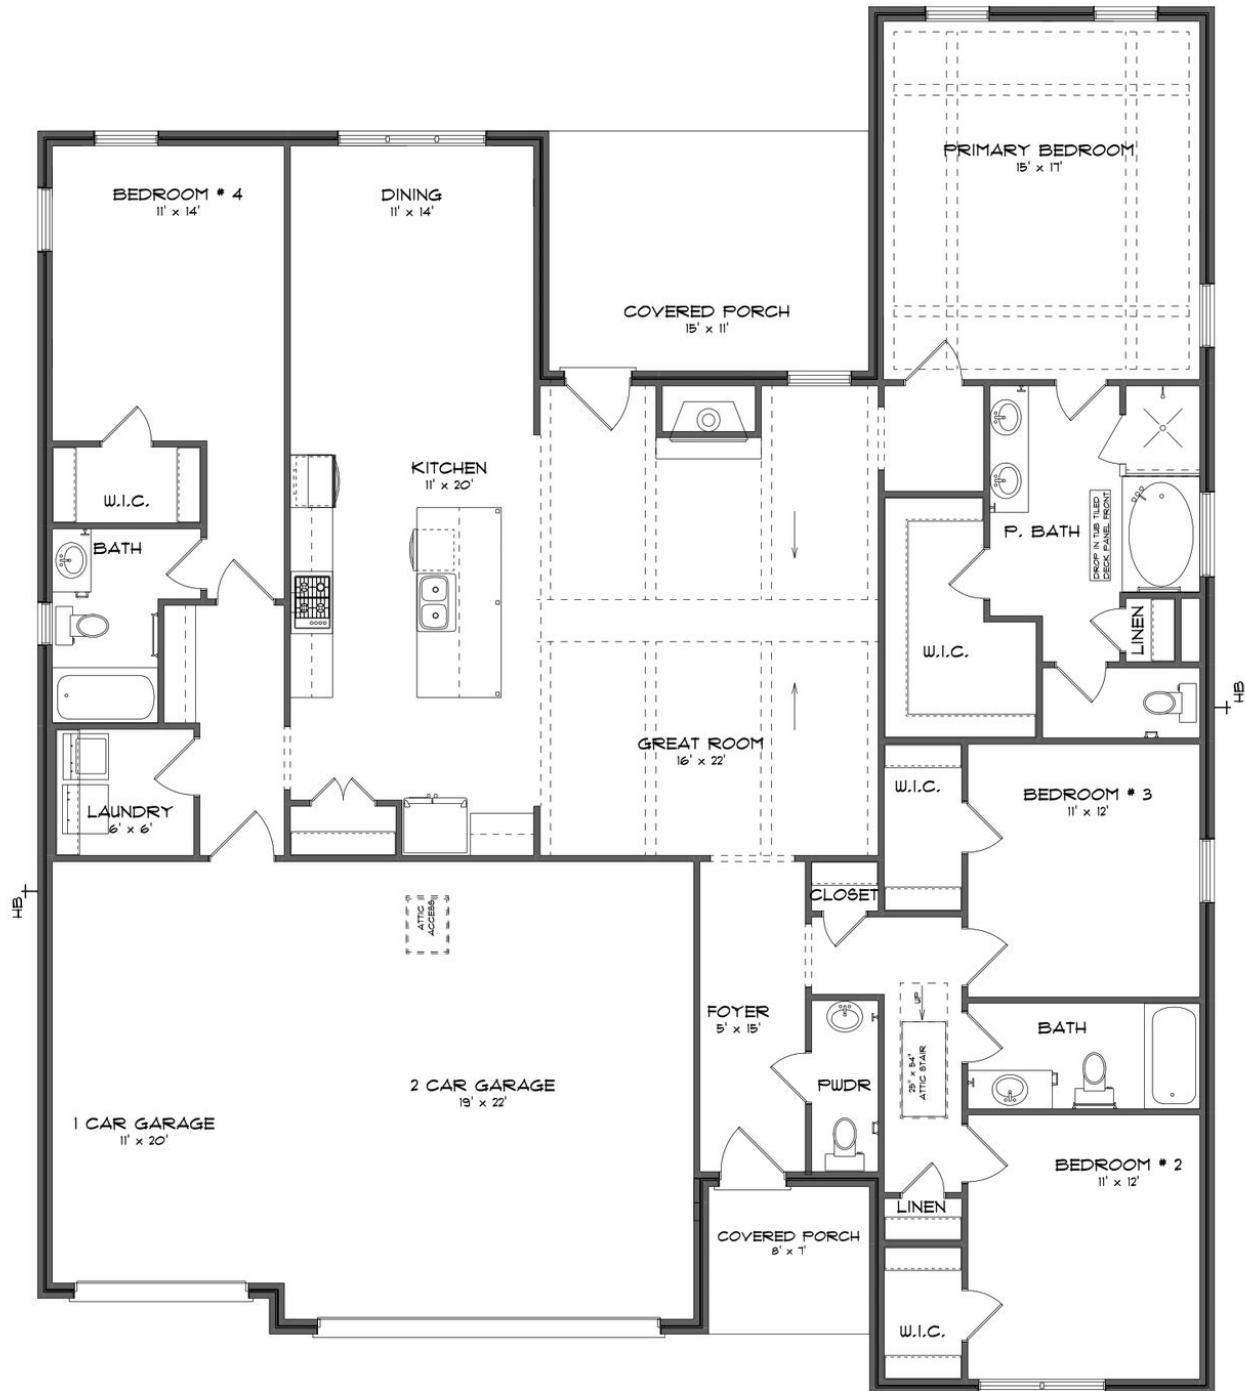 PRIMARY BEDROOM
15' x 17'
BEDROOM # 4
11' x 14'
DINING
11' x 14'
COVERED PORCH
15' x 11'
KITCHEN
11' x 20'
W.I.C.
BATH
P. BATH
DROP IN TUB TILED
DECK PANEL FRONT
LINEN
W.I.C.
HB
GREAT ROOM
16' x 22'
W.I.C.
BEDROOM # 3
11' x 12'
LAUNDRY
6' x 6'
HB
CLOSET
ATTIC
ACCESS
UP
FOYER
5' x 15'
BATH
25" x 54"
ATTIC STAIR
PWDR
2 CAR GARAGE
19' x 22'
1 CAR GARAGE
11' x 20'
BEDROOM # 2
11' x 12'
LINEN
COVERED PORCH
8' x 7'
W.I.C.